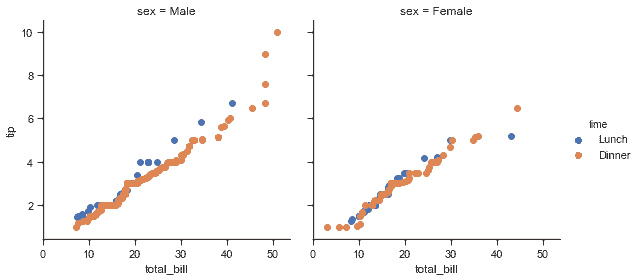 sex = Male
sex = Female
10
8
6
4
2
tip
0 10 20 30 40 50
0 10 20 30 40 50
total_bill
total_bill
time
Lunch
Dinner